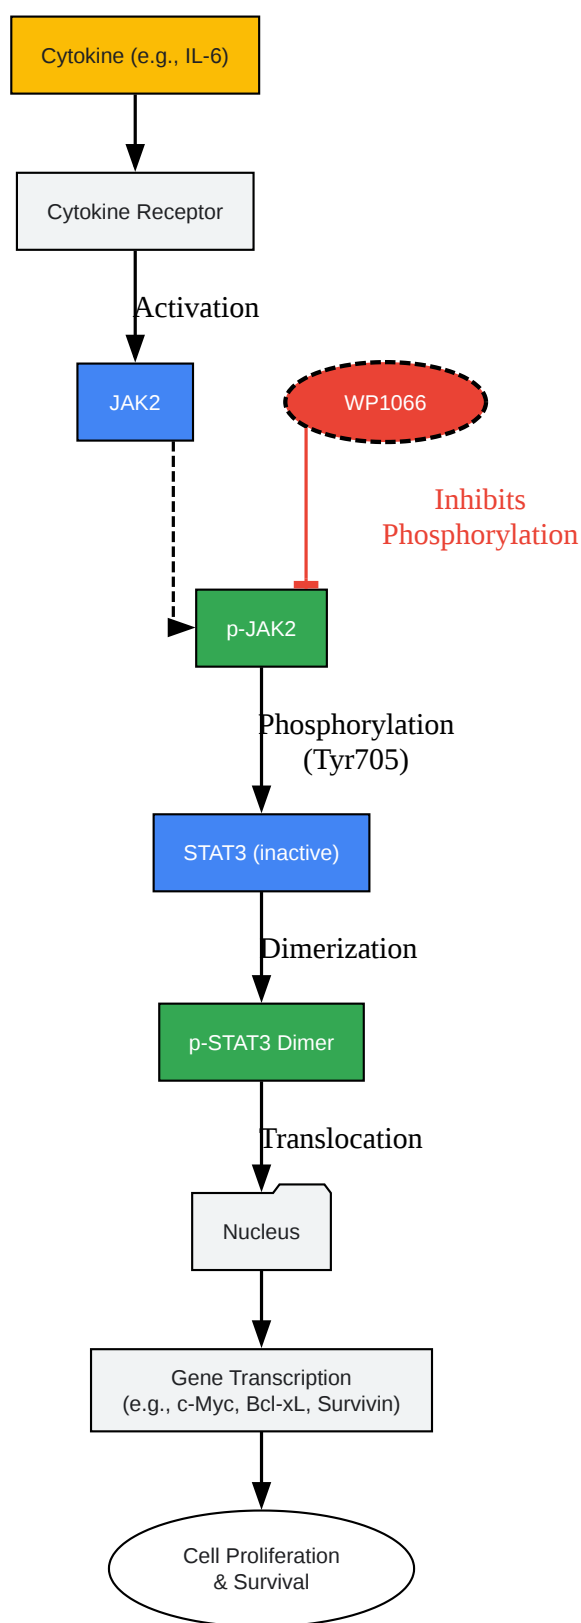 Cytokine (e.g., IL-6)
Cytokine Receptor
Activation
JAK2
WP1066
Inhibits
Phosphorylation
p-JAK2
Phosphorylation
(Tyr705)
STAT3 (inactive)
Dimerization
p-STAT3 Dimer
Translocation
Nucleus
Gene Transcription
(e.g., c-Myc, Bcl-xL, Survivin)
Cell Proliferation
& Survival